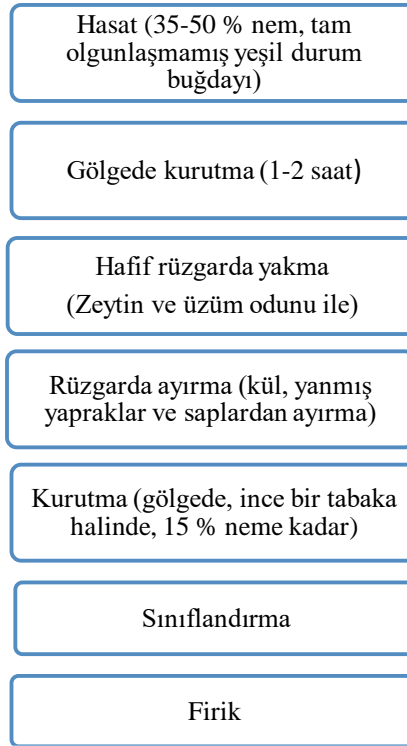 Hasat (35-50 % nem, tam
olgunlaşmamış yeşil durum
buğdayı)
Gölgede kurutma (1-2 saat)
Hafif rüzgarda yakma
(Zeytin ve üzüm odunu ile)
Rüzgarda ayırma (kül, yanmış
yapraklar ve saplardan ayırma)
Kurutma (gölgede, ince bir tabaka
halinde, 15 % neme kadar)
Sınıflandırma
Firik